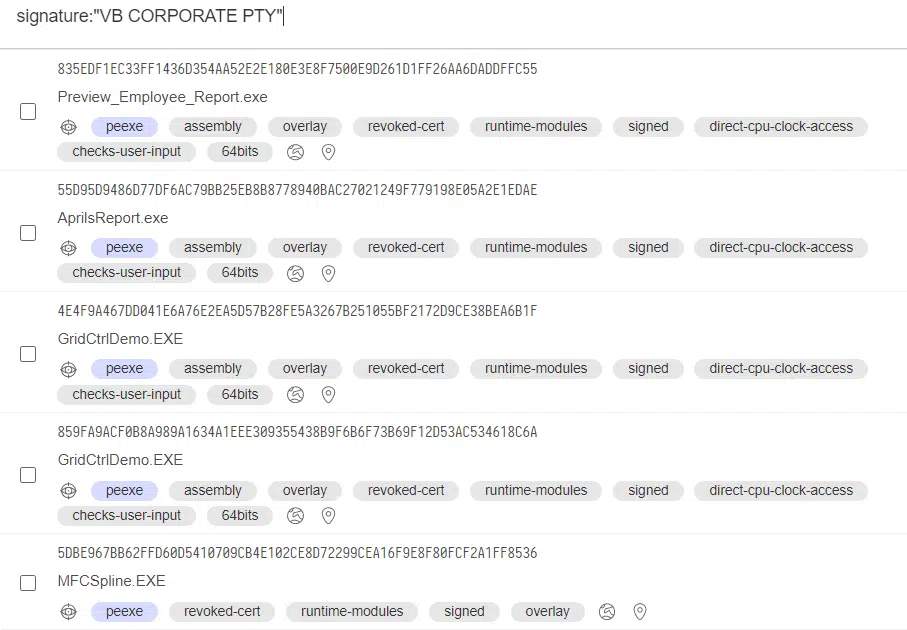 signature:"VB CORPORATE PTY"
835EDF1EC33FF1436D354AA52E2E180E3E8F7500E9D261D1FF26AA6DADDFFC55
Preview_Employee_Report.exe
peexe assembly overlay revoked-cert runtime-modules signed direct-cpu-clock-access
checks-user-input 64bits
55D95D9486D77DF6AC79BB25EB8B8778940BAC27021249F779198E05A2E1EDAE
AprilsReport.exe
peexe assembly overlay revoked-cert runtime-modules signed direct-cpu-clock-access
checks-user-input 64bits
4E4F9A467DD041E6A76E2EA5D57B28FE5A3267B251055BF2172D9CE38BEA6B1F
GridCtrlDemo.EXE
peexe assembly overlay revoked-cert runtime-modules signed direct-cpu-clock-access
checks-user-input 64bits
859FA9ACF0B8A989A1634A1EEE309355438B9F6B6F73B69F12D53AC534618C6A
GridCtrlDemo.EXE
peexe assembly overlay revoked-cert runtime-modules signed direct-cpu-clock-access
checks-user-input 64bits
5DBE967BB62FFD60D5410709CB4E102CE8D72299CEA16F9E8F80FCF2A1FF8536
MFCSpline.EXE
peexe revoked-cert runtime-modules signed overlay